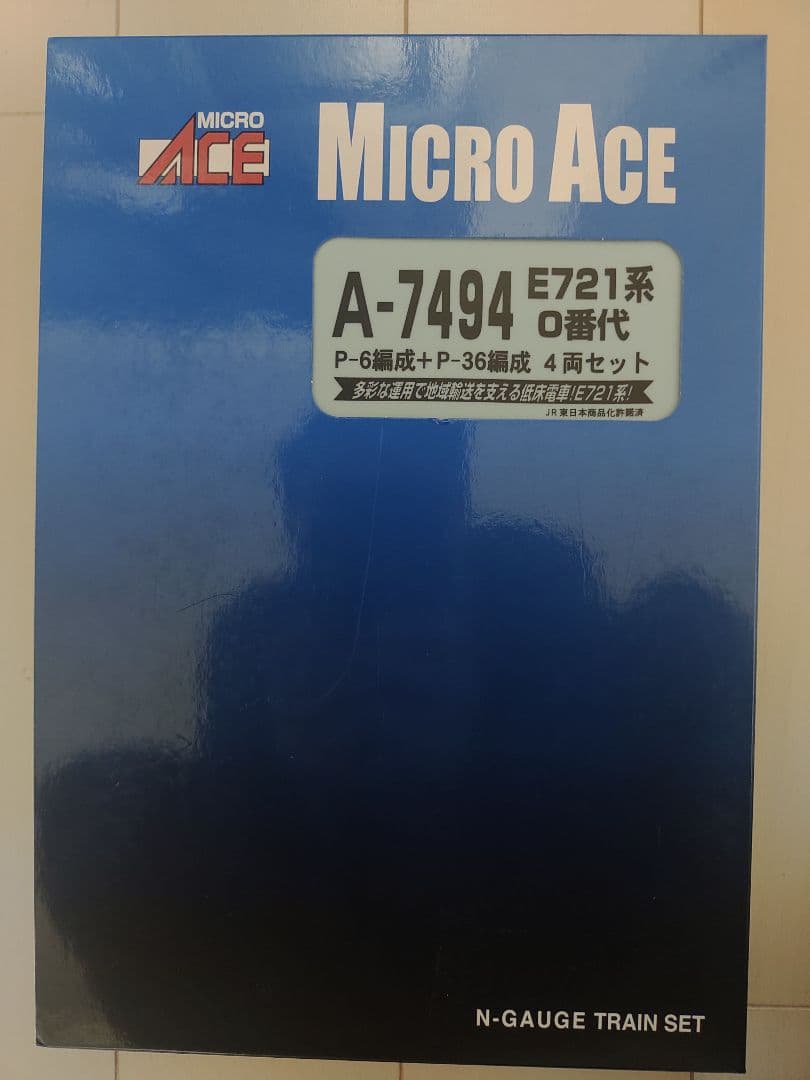 MICRO
ACE
MICRO ACE
A-7494
E721系
0番代
P-6編成+P-36編成 4両セット
多彩な運用で地域輸送を支える低床電車!E721系!
JR東日本商品化許諾済
N-GAUGE TRAIN SET